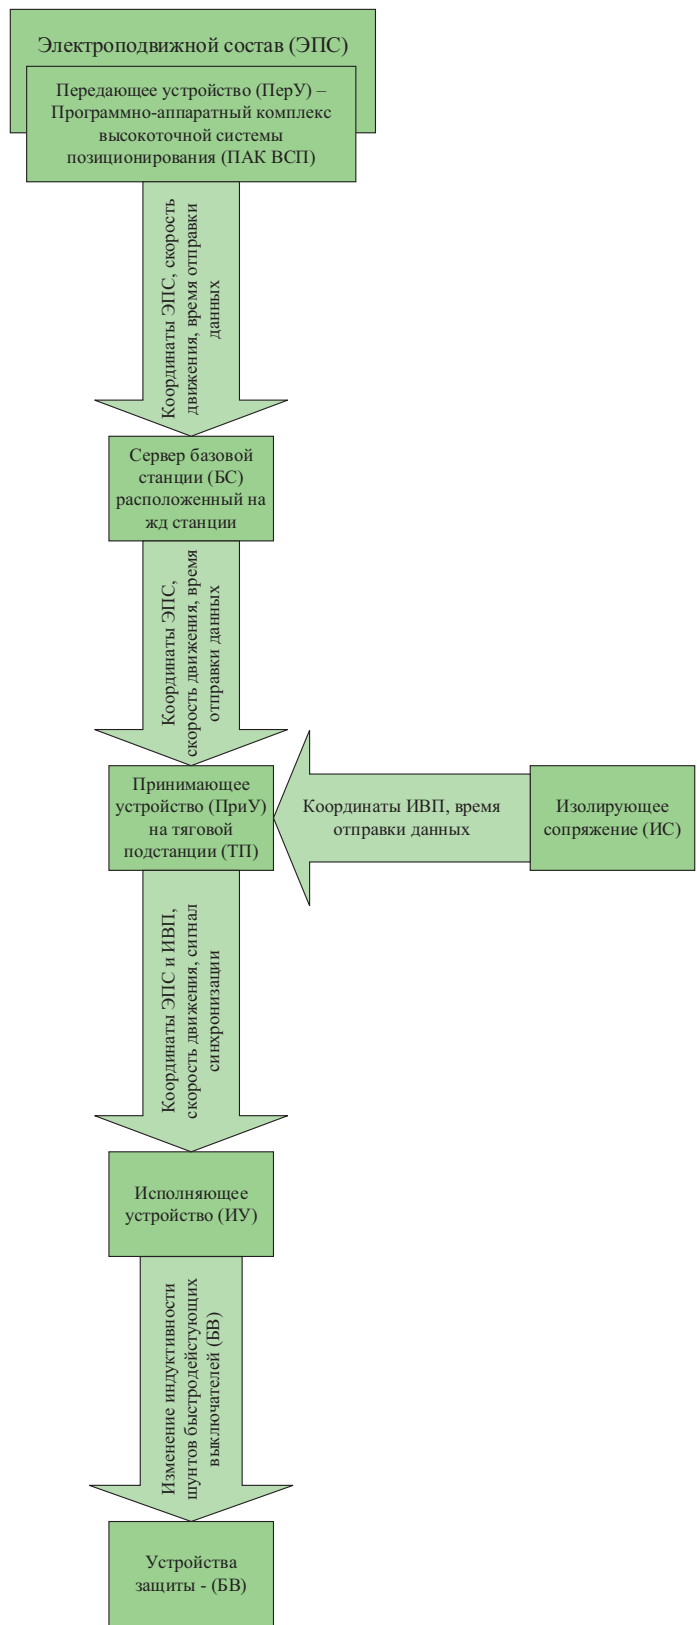 Электроподвижной состав (ЭПС)
Передающее устройство (ПерУ) –
Программно-аппаратный комплекс
высокоточной системы
позиционирования (ПАК ВСП)
Координаты ЭПС, скорость
движения, время отправки
данных
Сервер базовой
станции (БС)
расположенный на
жд станции
Координаты ЭПС,
скорость движения, время
отправки данных
Принимающее
устройство (ПриУ)
на тяговой
подстанции (ТП)
Координаты ИВП, время
отправки данных
Изолирующее
сопряжение (ИС)
Координаты ЭПС и ИВП,
скорость движения, сигнал
синхронизации
Исполняющее
устройство (ИУ)
Изменение индуктивности
шунтов быстродейстующих
выключателей (БВ)
Устройства
защиты - (БВ)